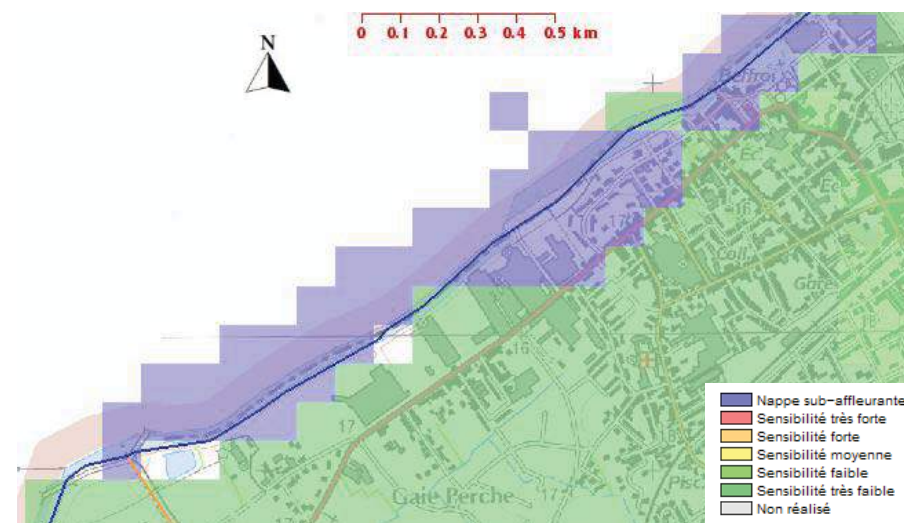 0 0.1 0.2 0.3 0.4 0.5 km
N
Beffroi
Ec.
Ec.
17
16
Coll.
Gare
16
18
17
Gaie Perche
17
Pisc
Nappe sub-affleurante
Sensibilité très forte
Sensibilité forte
Sensibilité moyenne
Sensibilité faible
Sensibilité très faible
Non réalisé